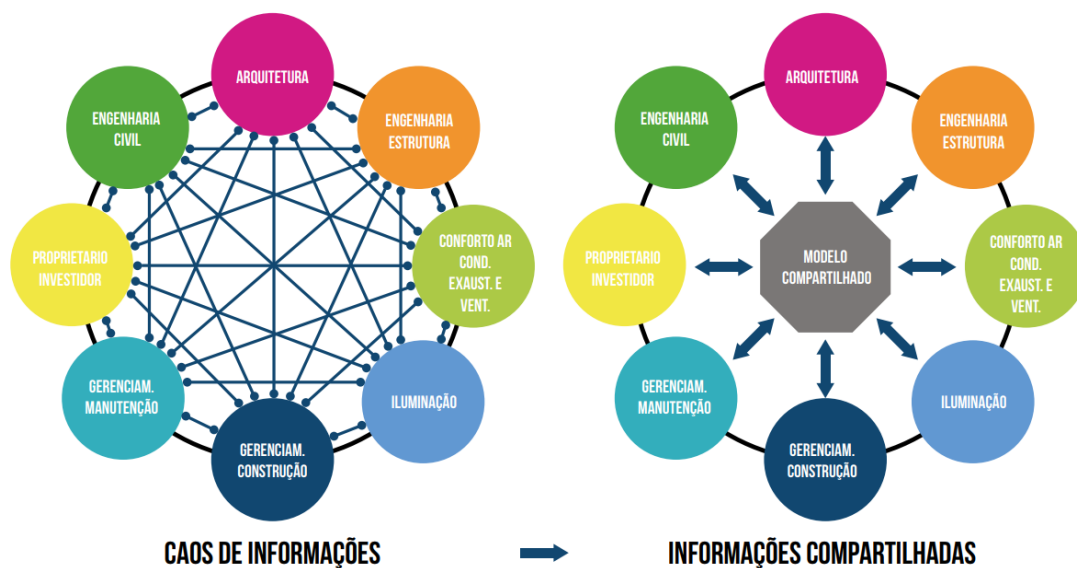 ARQUITETURA
ENGENHARIA
CIVIL
ENGENHARIA
ESTRUTURA
PROPRIETARIO
INVESTIDOR
CONFORTO AR
COND.
EXAUST. E
VENT.
GERENCIAM.
MANUTENÇÃO
ILUMINAÇÃO
GERENCIAM.
CONSTRUÇÃO
CAOS DE INFORMAÇÕES
ARQUITETURA
ENGENHARIA
CIVIL
ENGENHARIA
ESTRUTURA
PROPRIETARIO
INVESTIDOR
MODELO
COMPARTILHADO
CONFORTO AR
COND.
EXAUST. E
VENT.
GERENCIAM.
MANUTENÇÃO
ILUMINAÇÃO
GERENCIAM.
CONSTRUÇÃO
INFORMAÇÕES COMPARTILHADAS